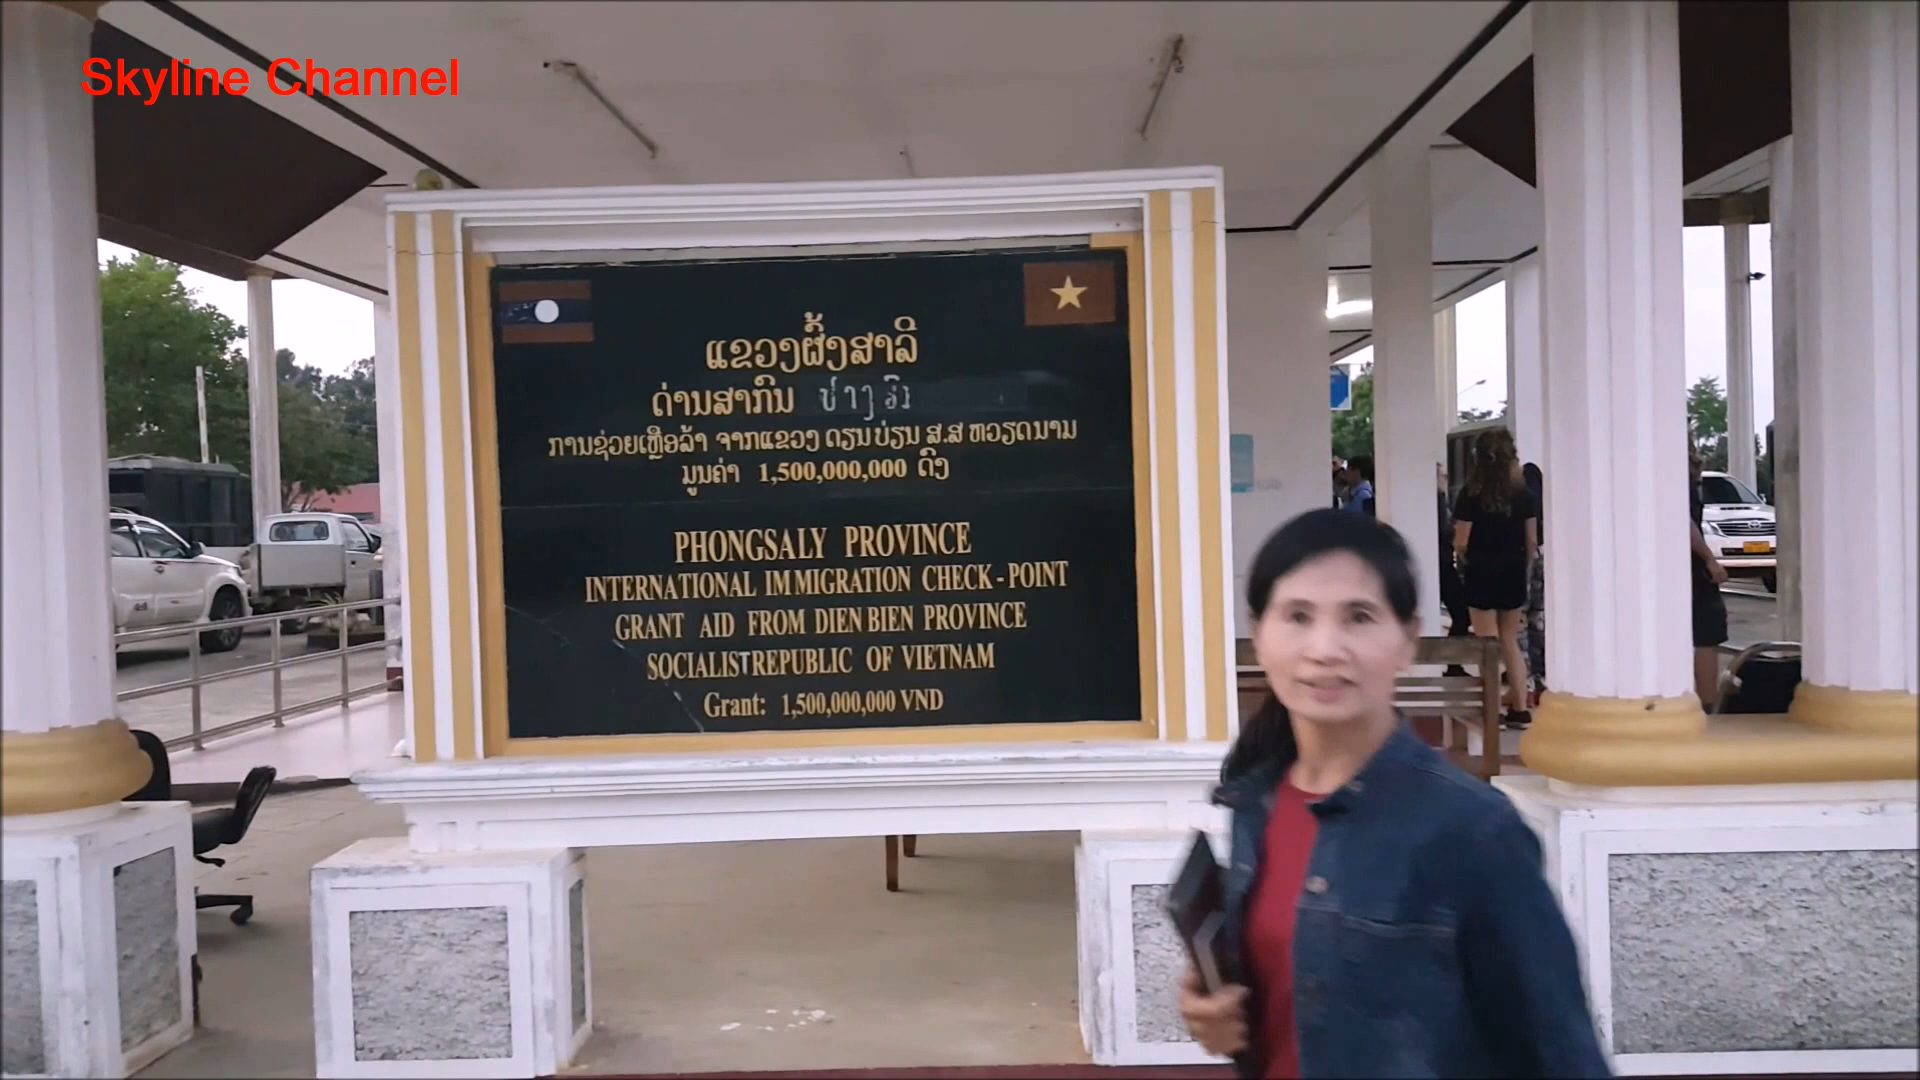 Skyline Channel
ແຂວງຜົ້ງສາລີ
ດ່ານສາກົນ
ການຊ່ວຍເຫຼືອລ້າ ຈາກແຂວງ ດຽນບ່ຽນ ສ.ສ ຫວຽດນາມ
ມູນຄ່າ 1,500,000,000 ດົງ
PHONGSALY PROVINCE
INTERNATIONAL IMMIGRATION CHECK-POINT
GRANT AID FROM DIEN BIEN PROVINCE
SOCIALIST REPUBLIC OF VIETNAM
Grant: 1,500,000,000 VND